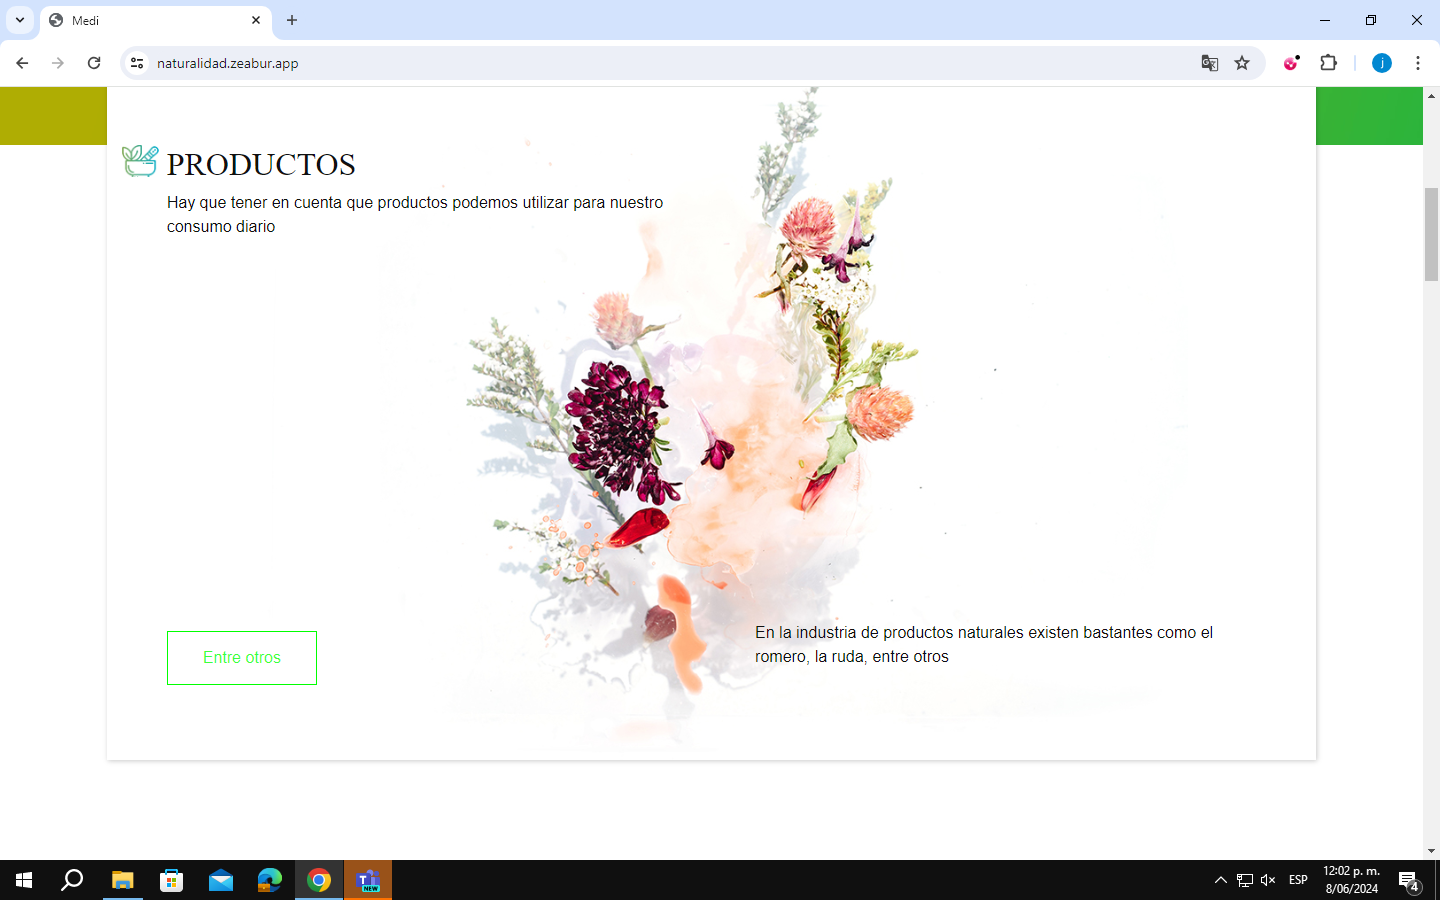 Medi
naturalidad.zeabur.app
j
PRODUCTOS
Hay que tener en cuenta que productos podemos utilizar para nuestro
consumo diario
Entre otros
En la industria de productos naturales existen bastantes como el
romero, la ruda, entre otros
T
NEW
ESP
12:02 p. m.
8/06/2024
4